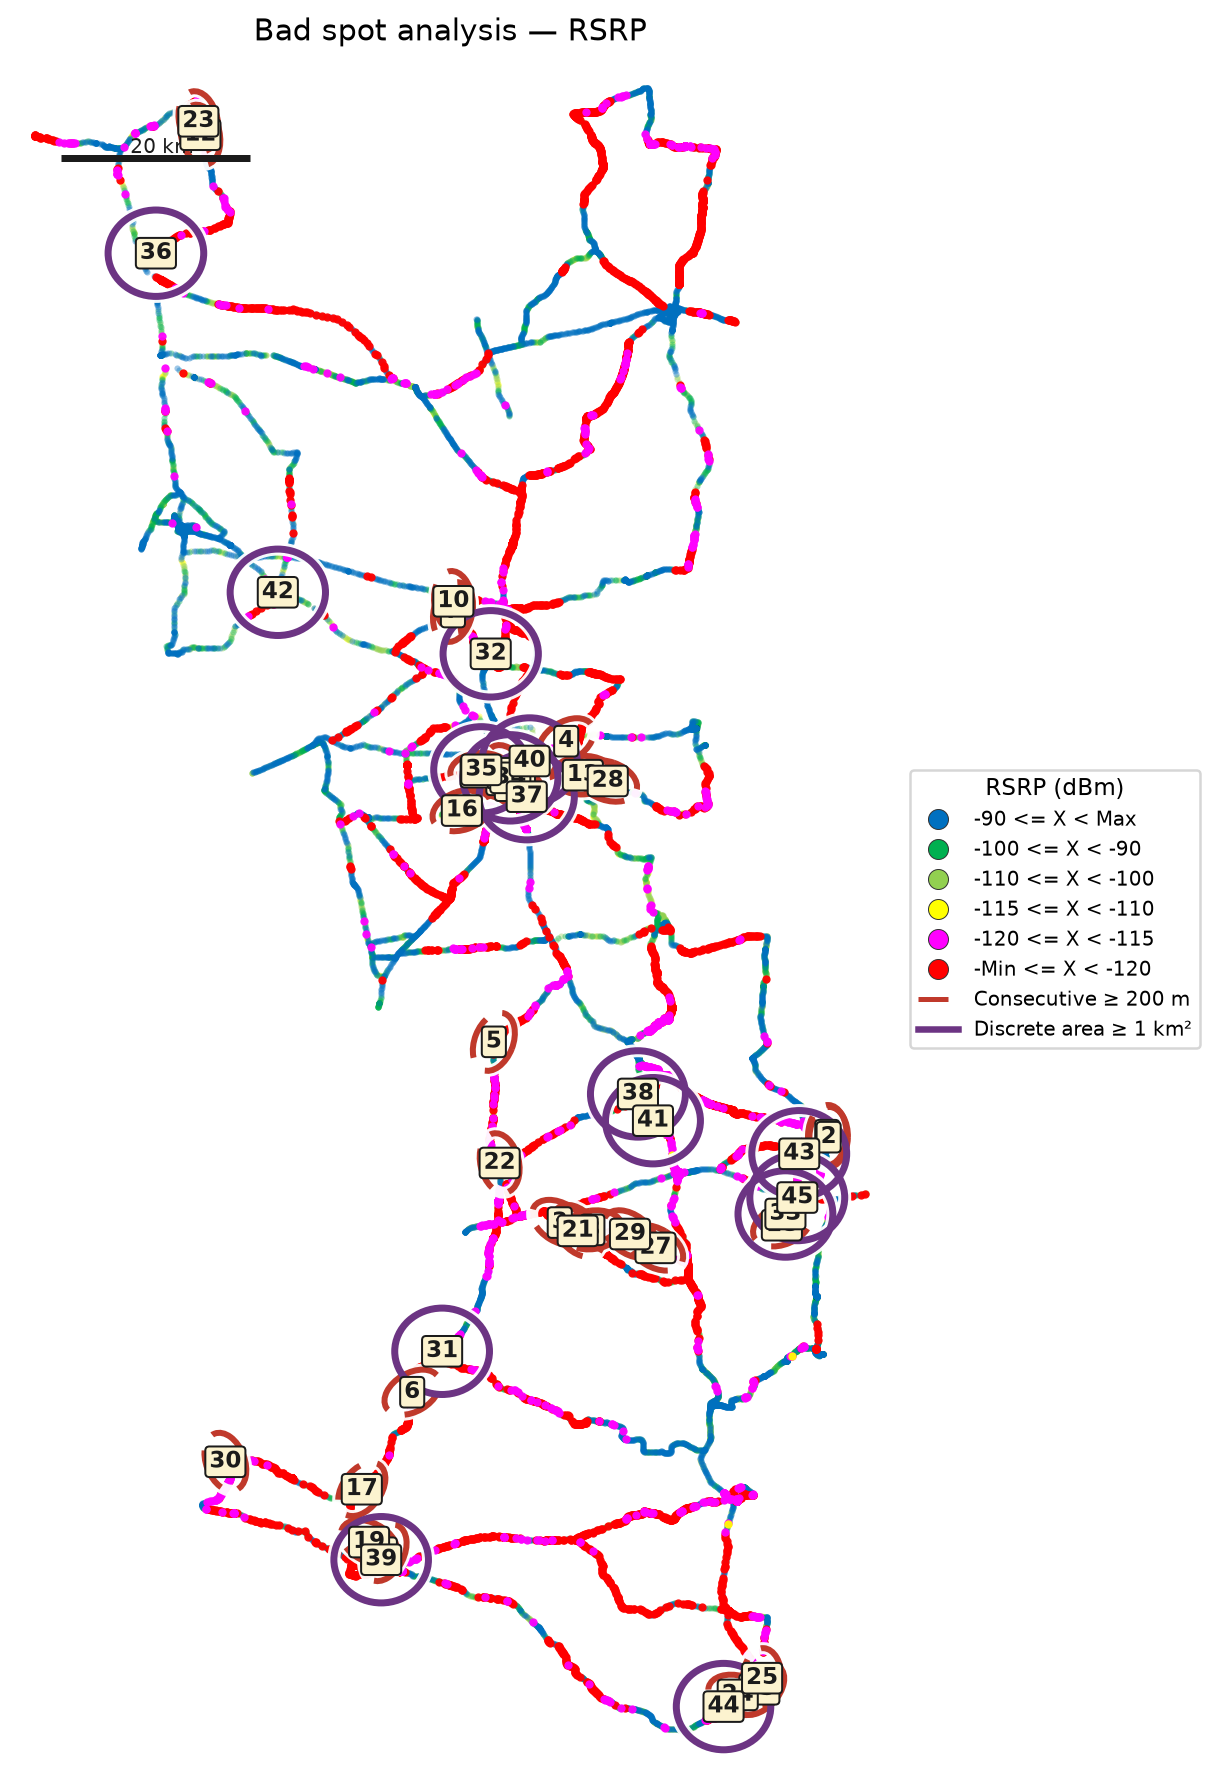 Bad spot analysis — RSRP
23
20 km
36
42
10
32
4
40
35
28
37
16
RSRP (dBm)
-90 <= X < Max
-100 <= X < -90
-110 <= X < -100
-115 <= X < -110
-120 <= X < -115
-Min <= X < -120
Consecutive ≥ 200 m
Discrete area ≥ 1 km²
5
38
41
2
43
22
45
21
29
27
31
6
30
17
19
39
25
44